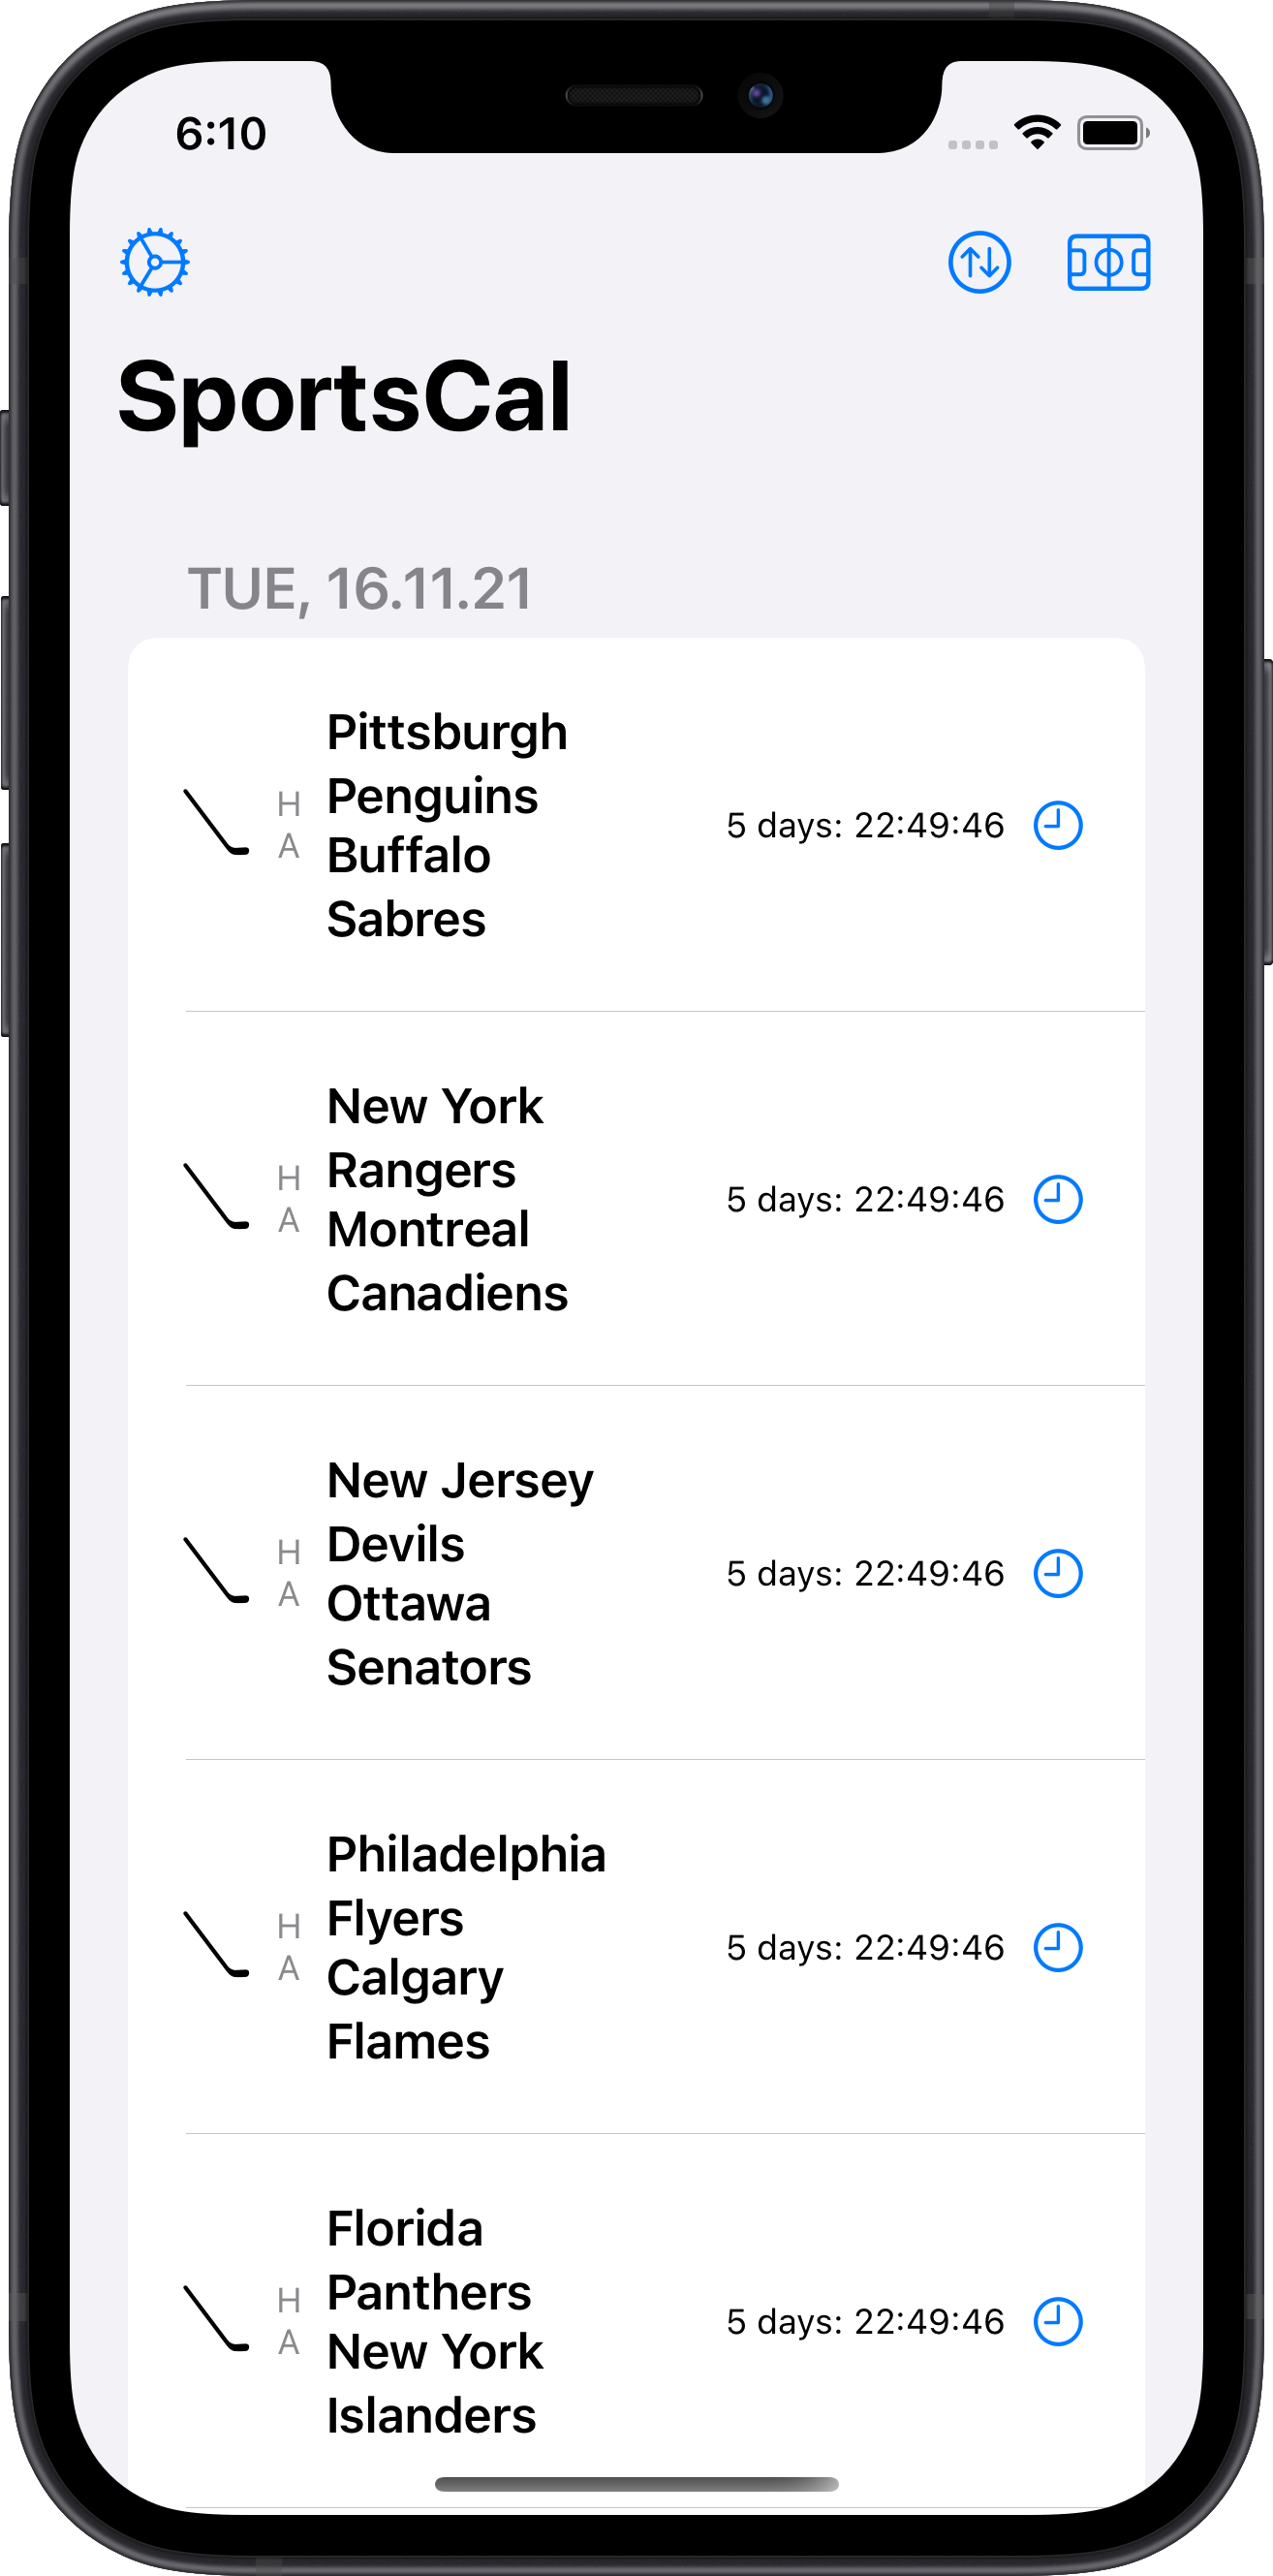 6:10
SportsCal
TUE, 16.11.21
Pittsburgh
Penguins
H
A
Buffalo
Sabres
5 days: 22:49:46
New York
Rangers
H
A
Montreal
Canadiens
5 days: 22:49:46
New Jersey
Devils
H
A
Ottawa
Senators
5 days: 22:49:46
Philadelphia
Flyers
H
A
Calgary
Flames
5 days: 22:49:46
Florida
Panthers
H
A
New York
Islanders
5 days: 22:49:46